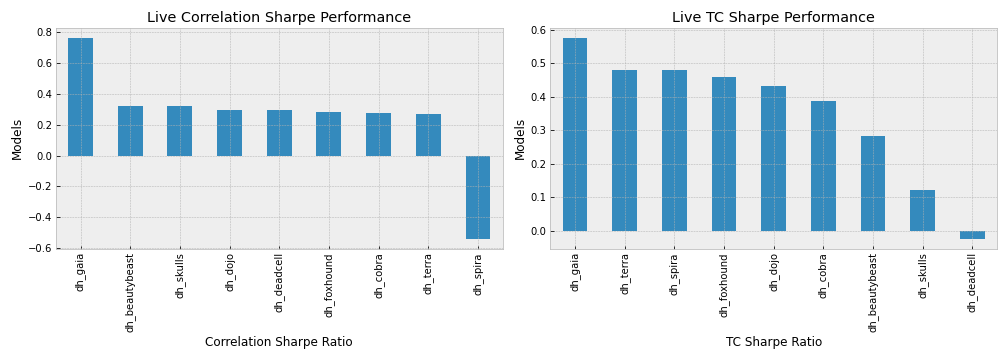 Live Correlation Sharpe Performance
Models
0.8
0.6
0.4
0.2
0.0
−0.2
−0.4
−0.6
dh_gaia
dh_beautybeast
dh_skulls
dh_dojo
dh_deadcell
dh_foxhound
dh_cobra
dh_terra
dh_spira
Correlation Sharpe Ratio
Live TC Sharpe Performance
Models
0.6
0.5
0.4
0.3
0.2
0.1
0.0
dh_gaia
dh_terra
dh_spira
dh_foxhound
dh_dojo
dh_cobra
dh_beautybeast
dh_skulls
dh_deadcell
TC Sharpe Ratio